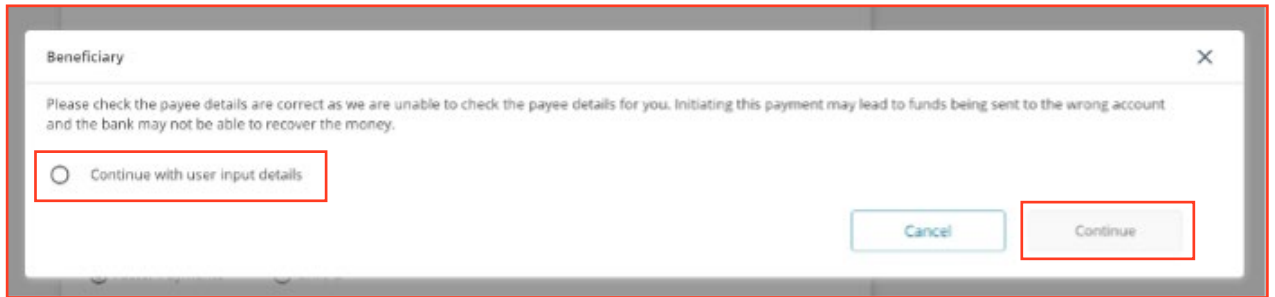 Beneficiary
Please check the payee details are correct as we are unable to check the payee details for you. Initiating this payment may lead to funds being sent to the wrong account
and the bank may not be able to recover the money.
Continue with user input details
Cancel
Continue